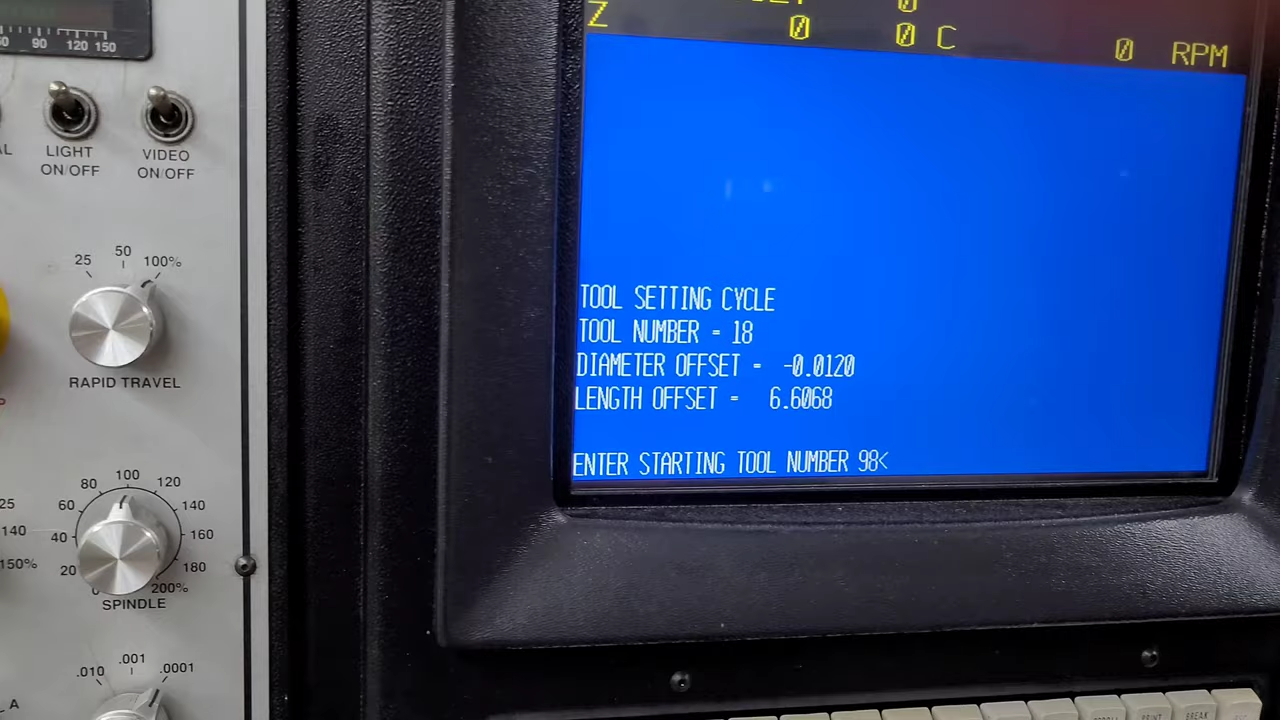 90 120 150
LIGHT
ON/OFF
VIDEO
ON/OFF
25 50 100%
RAPID TRAVEL
20 40 60 80 100 120 140 160 180 200%
SPINDLE
140
150%
.010 .001 .0001
Z 0 0 C 0 RPM
TOOL SETTING CYCLE
TOOL NUMBER = 18
DIAMETER OFFSET = -0.0120
LENGTH OFFSET = 6.6068
ENTER STARTING TOOL NUMBER 98<